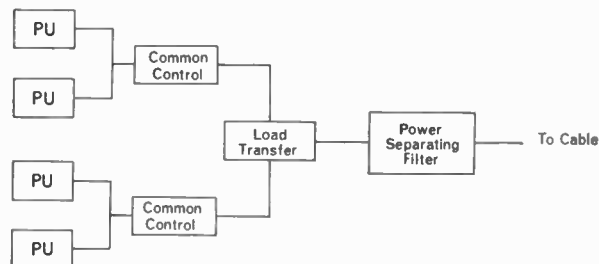 PU
PU
Common
Control
Load
Transfer
Power
Separating
Filter
To Cable
PU
PU
Common
Control